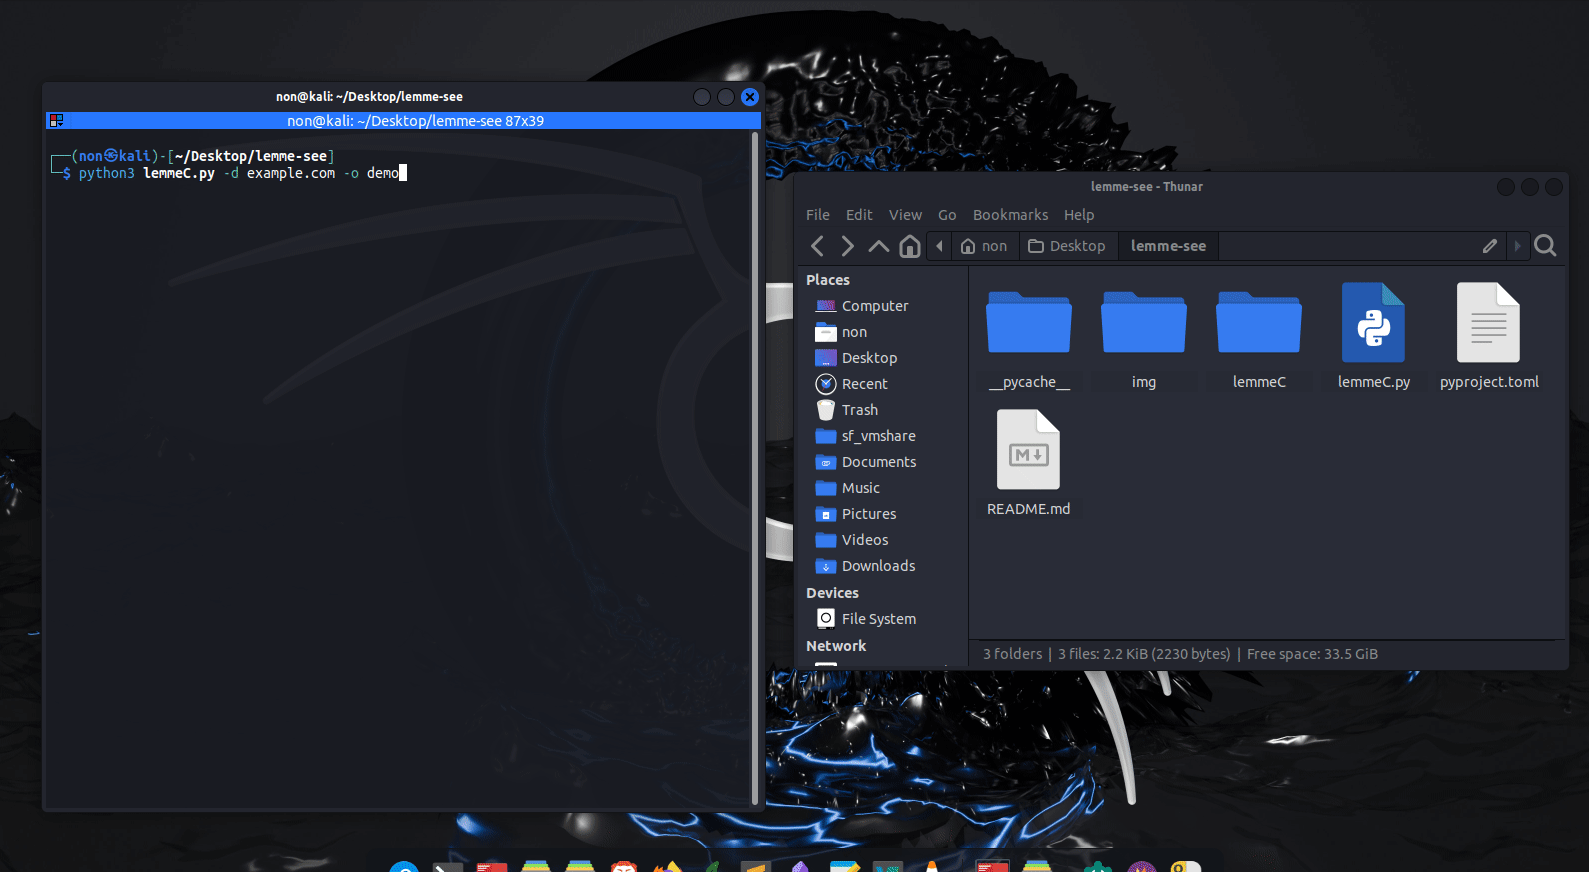 non@kali: ~/Desktop/lemme-see
non@kali: ~/Desktop/lemme-see 87x39
┌──(non㉿kali)-[~/Desktop/lemme-see]
└─$ python3 lemmeC.py -d example.com -o demo
lemme-see - Thunar
File Edit View Go Bookmarks Help
non Desktop lemme-see
Places
Computer
non
Desktop
Recent
Trash
sf_vmshare
Documents
Music
Pictures
Videos
Downloads
Devices
File System
Network
__pycache__ img lemmeC lemmeC.py pyproject.toml
M
README.md
3 folders | 3 files: 2.2 KiB (2230 bytes) | Free space: 33.5 GiB